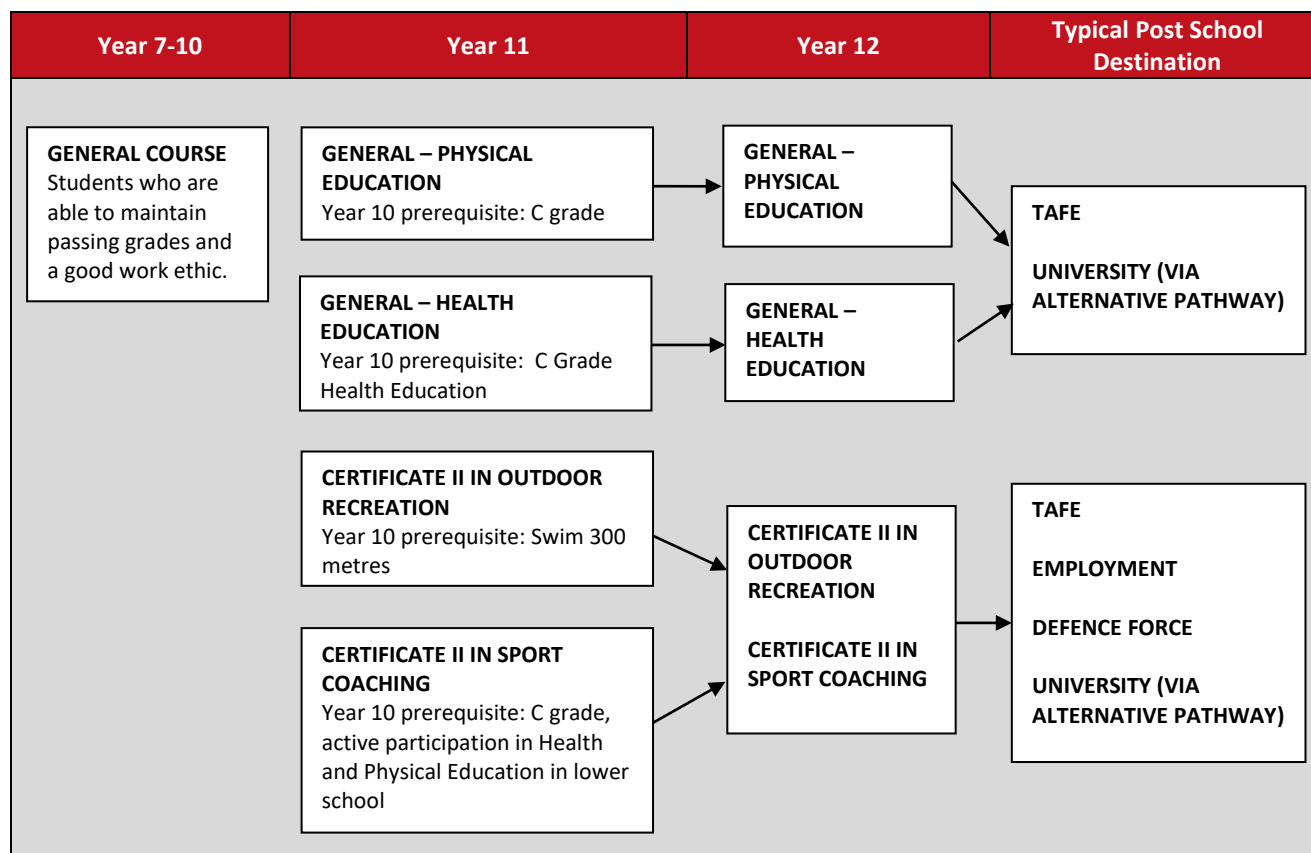 Year 7-10
Year 11
Year 12
Typical Post School
Destination
GENERAL COURSE
Students who are
able to maintain
passing grades and
a good work ethic.
GENERAL – PHYSICAL
EDUCATION
Year 10 prerequisite: C grade
GENERAL –
PHYSICAL
EDUCATION
TAFE
UNIVERSITY (VIA
ALTERNATIVE PATHWAY)
GENERAL – HEALTH
EDUCATION
Year 10 prerequisite:  C Grade
Health Education
GENERAL –
HEALTH
EDUCATION
CERTIFICATE II IN OUTDOOR
RECREATION
Year 10 prerequisite: Swim 300
metres
CERTIFICATE II IN SPORT
COACHING
Year 10 prerequisite: C grade,
active participation in Health
and Physical Education in lower
school
CERTIFICATE II IN
OUTDOOR
RECREATION
CERTIFICATE II IN
SPORT COACHING
TAFE
EMPLOYMENT
DEFENCE FORCE
UNIVERSITY (VIA
ALTERNATIVE PATHWAY)